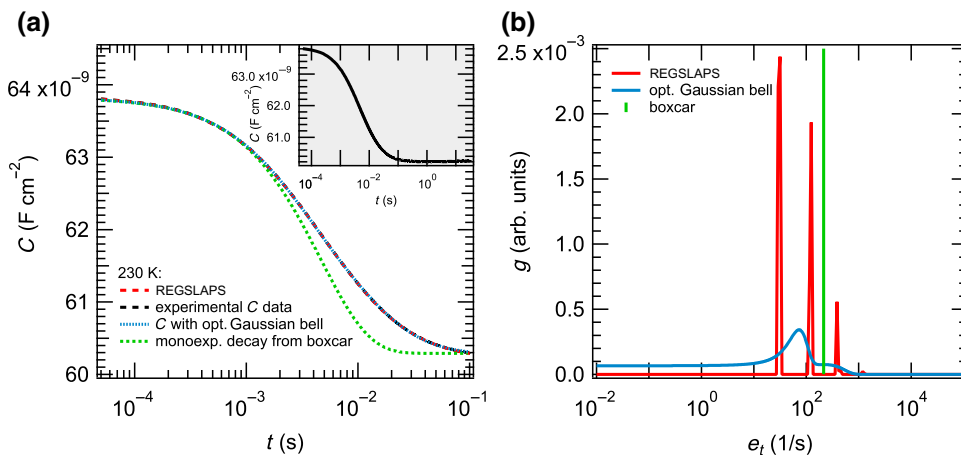 (a)
C (F cm⁻²)
64 x10⁻⁹
63
62
61
60
10⁻⁴
10⁻³
10⁻²
10⁻¹
t (s)
230 K:
REGSLAPS
experimental C data
C with opt. Gaussian bell
monoexp. decay from boxcar
C (F cm⁻²)
63.0 x10⁻⁹
62.0
61.0
10⁻⁴
10⁻²
10⁰
t (s)
(b)
g (arb. units)
2.5 x10⁻³
2.0
1.5
1.0
0.5
0.0
10⁻²
10⁰
10²
10⁴
eₜ (1/s)
REGSLAPS
opt. Gaussian bell
boxcar